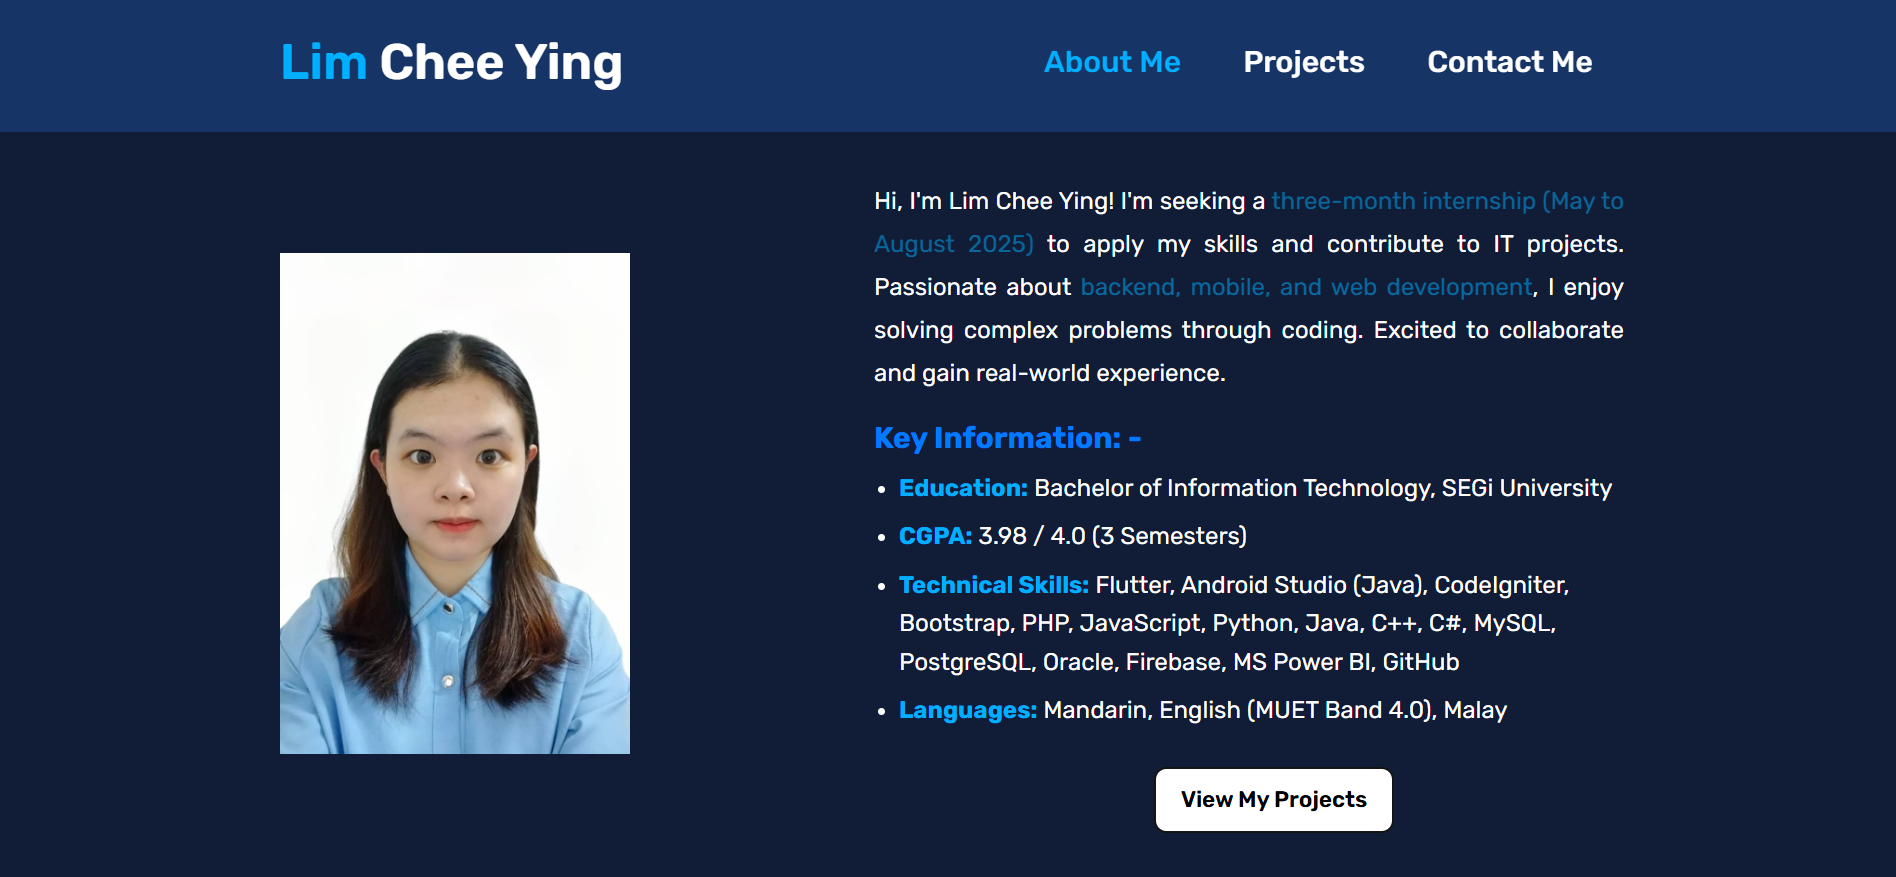 Lim Chee Ying
About Me
Projects
Contact Me
Hi, I'm Lim Chee Ying! I'm seeking a three-month internship (May to
August 2025) to apply my skills and contribute to IT projects.
Passionate about backend, mobile, and web development, I enjoy
solving complex problems through coding. Excited to collaborate
and gain real-world experience.
Key Information: -
• Education: Bachelor of Information Technology, SEGi University
• CGPA: 3.98 / 4.0 (3 Semesters)
• Technical Skills: Flutter, Android Studio (Java), CodeIgniter,
Bootstrap, PHP, JavaScript, Python, Java, C++, C#, MySQL,
PostgreSQL, Oracle, Firebase, MS Power BI, GitHub
• Languages: Mandarin, English (MUET Band 4.0), Malay
View My Projects